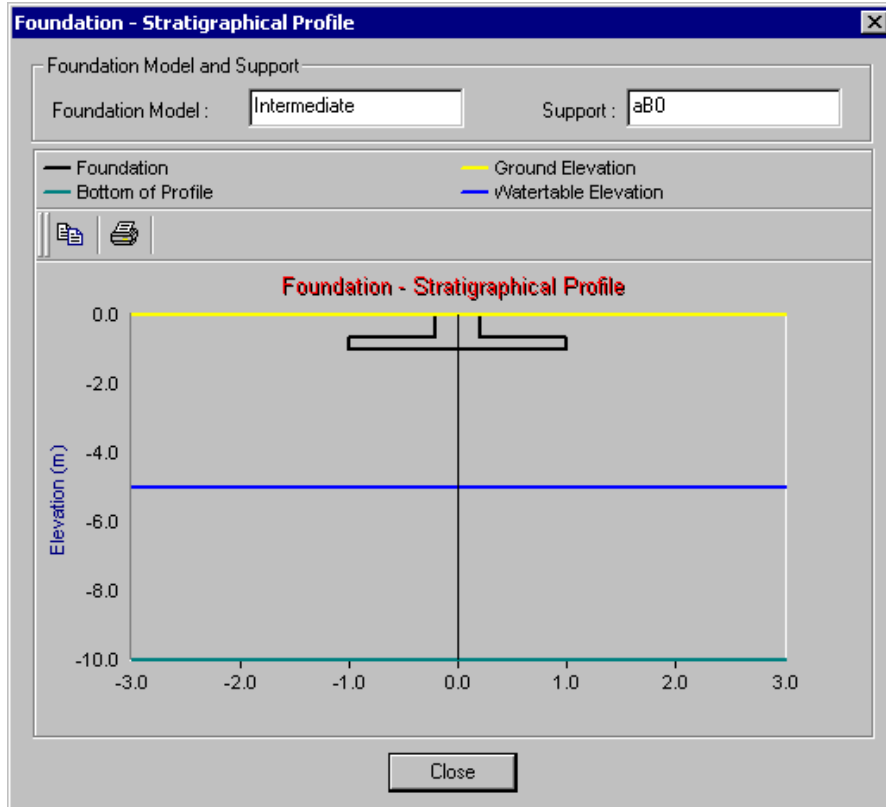 Foundation - Stratigraphical Profile
Foundation Model and Support
Foundation Model : Intermediate Support : aB0
Foundation Ground Elevation
Bottom of Profile Watertable Elevation
Foundation - Stratigraphical Profile
Elevation (m)
0.0
-2.0
-4.0
-6.0
-8.0
-10.0
-3.0 -2.0 -1.0 0.0 1.0 2.0 3.0
Close